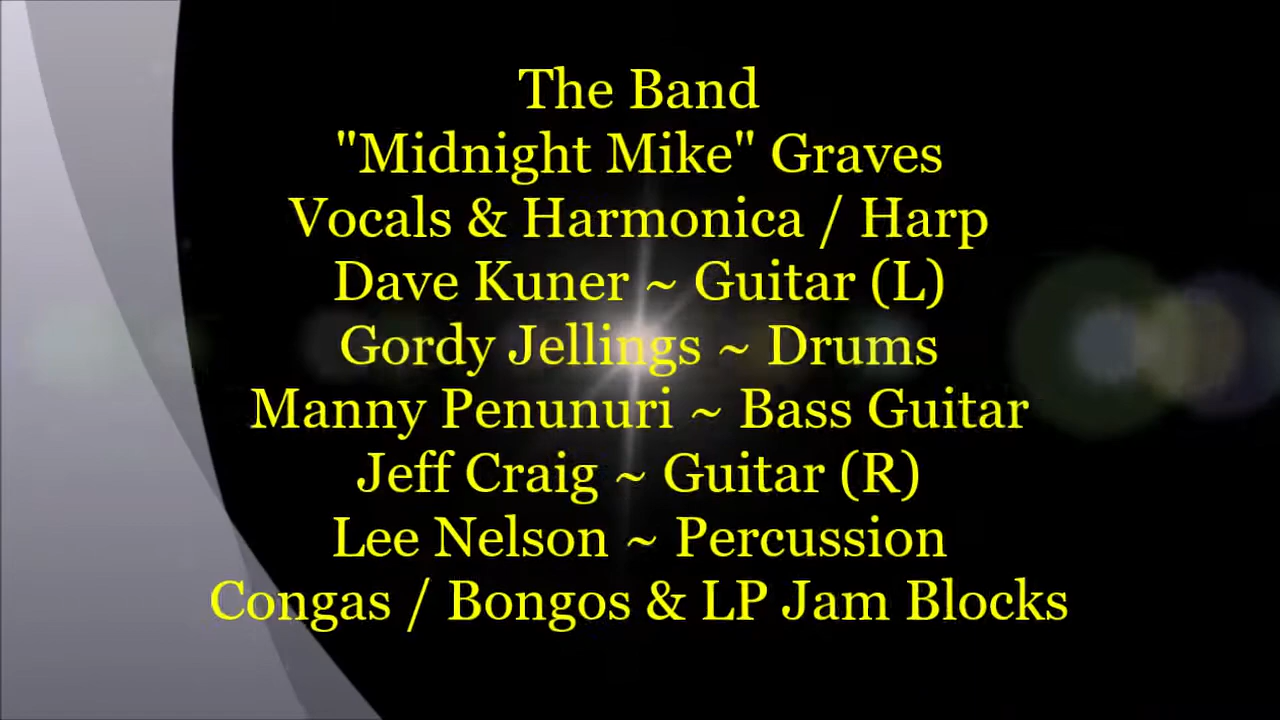 The Band
"Midnight Mike" Graves
Vocals & Harmonica / Harp
Dave Kuner ~ Guitar (L)
Gordy Jellings ~ Drums
Manny Penunuri ~ Bass Guitar
Jeff Craig ~ Guitar (R)
Lee Nelson ~ Percussion
Congas / Bongos & LP Jam Blocks